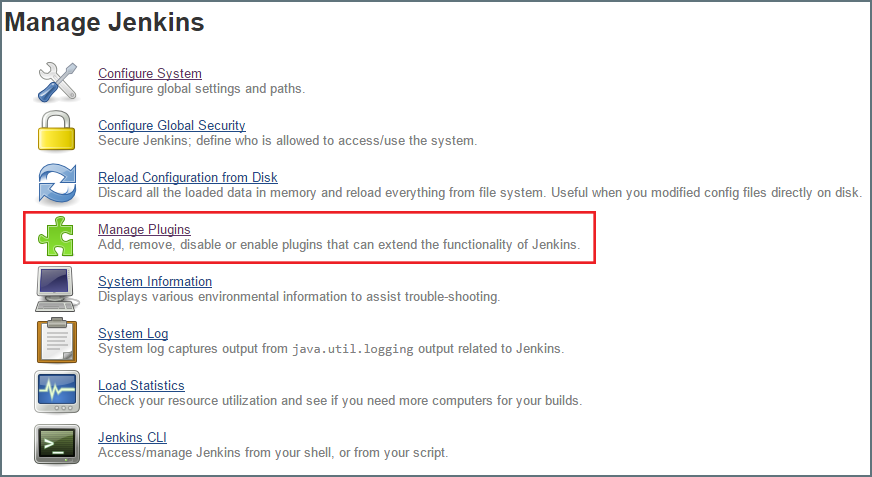 Manage Jenkins
Configure System
Configure global settings and paths.
Configure Global Security
Secure Jenkins; define who is allowed to access/use the system.
Reload Configuration from Disk
Discard all the loaded data in memory and reload everything from file system. Useful when you modified config files directly on disk.
Manage Plugins
Add, remove, disable or enable plugins that can extend the functionality of Jenkins.
System Information
Displays various environmental information to assist trouble-shooting.
System Log
System log captures output from java.util.logging output related to Jenkins.
Load Statistics
Check your resource utilization and see if you need more computers for your builds.
>_
Jenkins CLI
Access/manage Jenkins from your shell, or from your script.